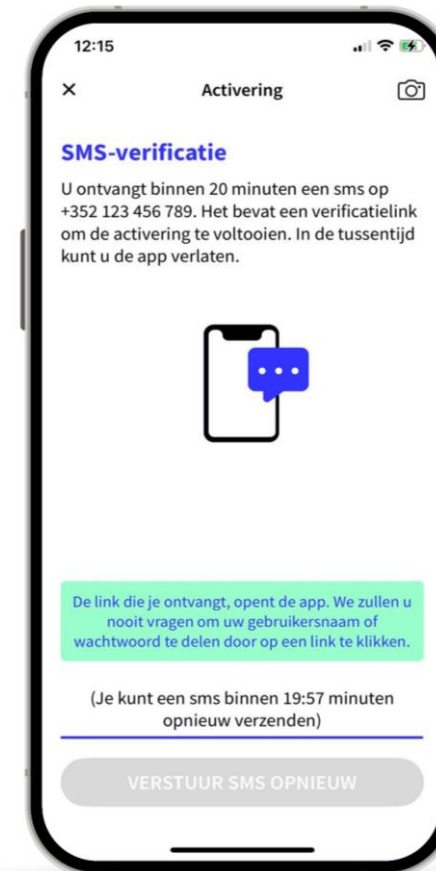 12:15
Activering
SMS-verificatie
U ontvangt binnen 20 minuten een sms op
+352 123 456 789. Het bevat een verificatielink
om de activering te voltooien. In de tussentijd
kunt u de app verlaten.
De link die je ontvangt, opent de app. We zullen u
nooit vragen om uw gebruikersnaam of
wachtwoord te delen door op een link te klikken.
(Je kunt een sms binnen 19:57 minuten
opnieuw verzenden)
VERSTUUR SMS OPNIEUW